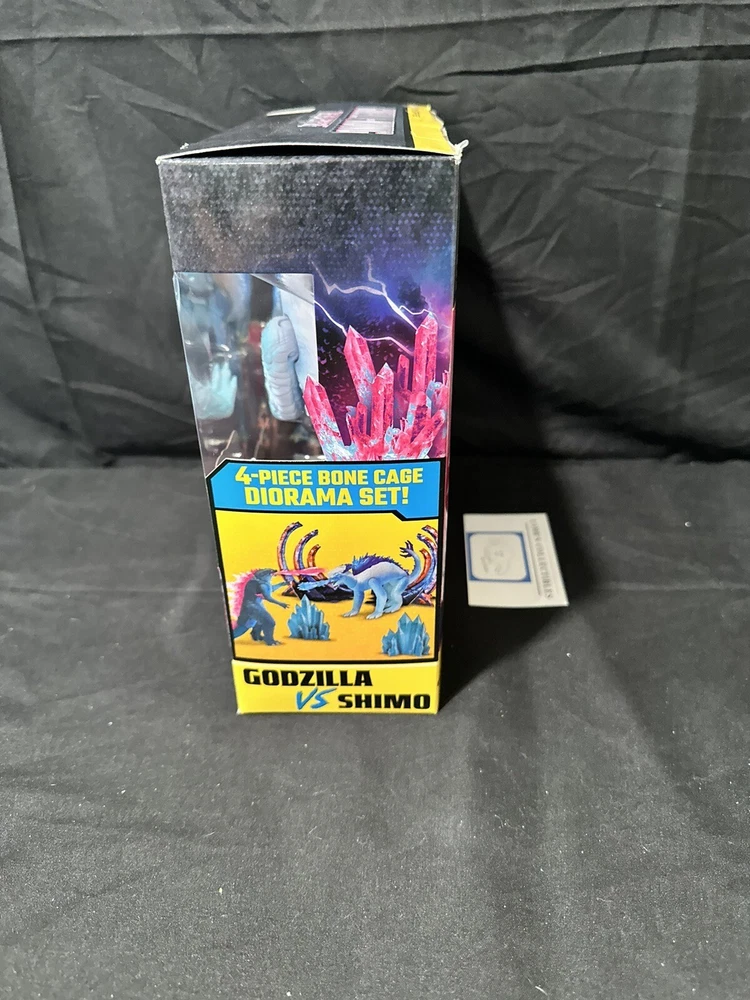 4-PIECE BONE CAGE
DIORAMA SET!
GODZILLA
VS SHIMO